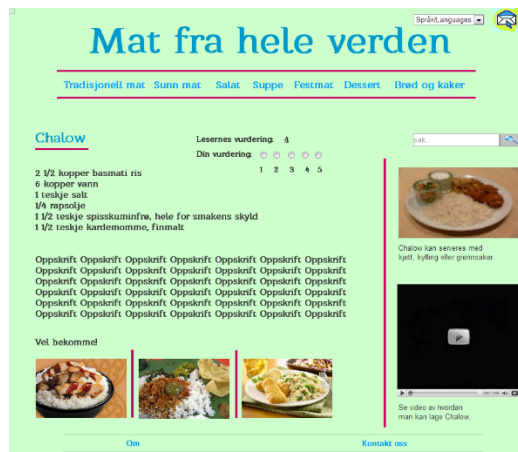 Språk/Languages
Mat fra hele verden
Tradisjonell mat Sunn mat Salat Suppe Festmat Dessert Brød og kaker
Chalow
Lesernes vurdering: 4
Din vurdering:
1 2 3 4 5
søk..
2 1/2 kopper basmati ris
6 kopper vann
1 teskje salt
1/4 rapsolje
1 1/2 teskje spisskuminfrø, hele for smakens skyld
1 1/2 teskje kardemomme, finmalt
Chalow kan serveres med
kjøtt, kylling eller grønnsaker.
Oppskrift Oppskrift Oppskrift Oppskrift Oppskrift Oppskrift Oppskrift
Oppskrift Oppskrift Oppskrift Oppskrift Oppskrift Oppskrift Oppskrift
Oppskrift Oppskrift Oppskrift Oppskrift Oppskrift Oppskrift Oppskrift
Oppskrift Oppskrift Oppskrift Oppskrift Oppskrift Oppskrift Oppskrift
Oppskrift Oppskrift Oppskrift Oppskrift Oppskrift Oppskrift Oppskrift
Oppskrift Oppskrift Oppskrift Oppskrift Oppskrift Oppskrift Oppskrift
Vel bekomme!
Se video av hvordan
man kan lage Chalow.
Om
Kontakt oss